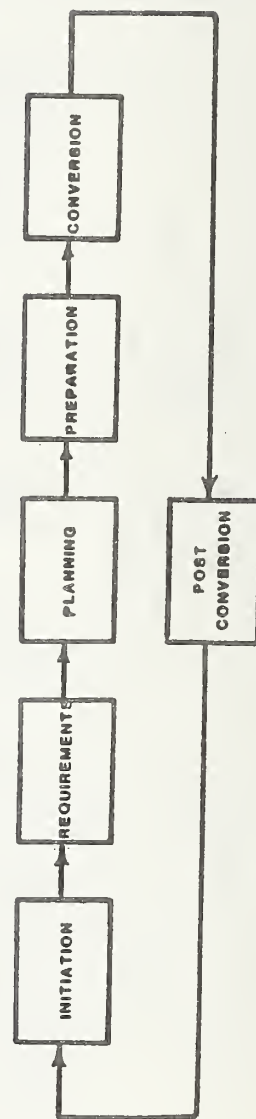 INITIATION
REQUIREMENTS
PLANNING
PREPARATION
CONVERSION
POST
CONVERSION